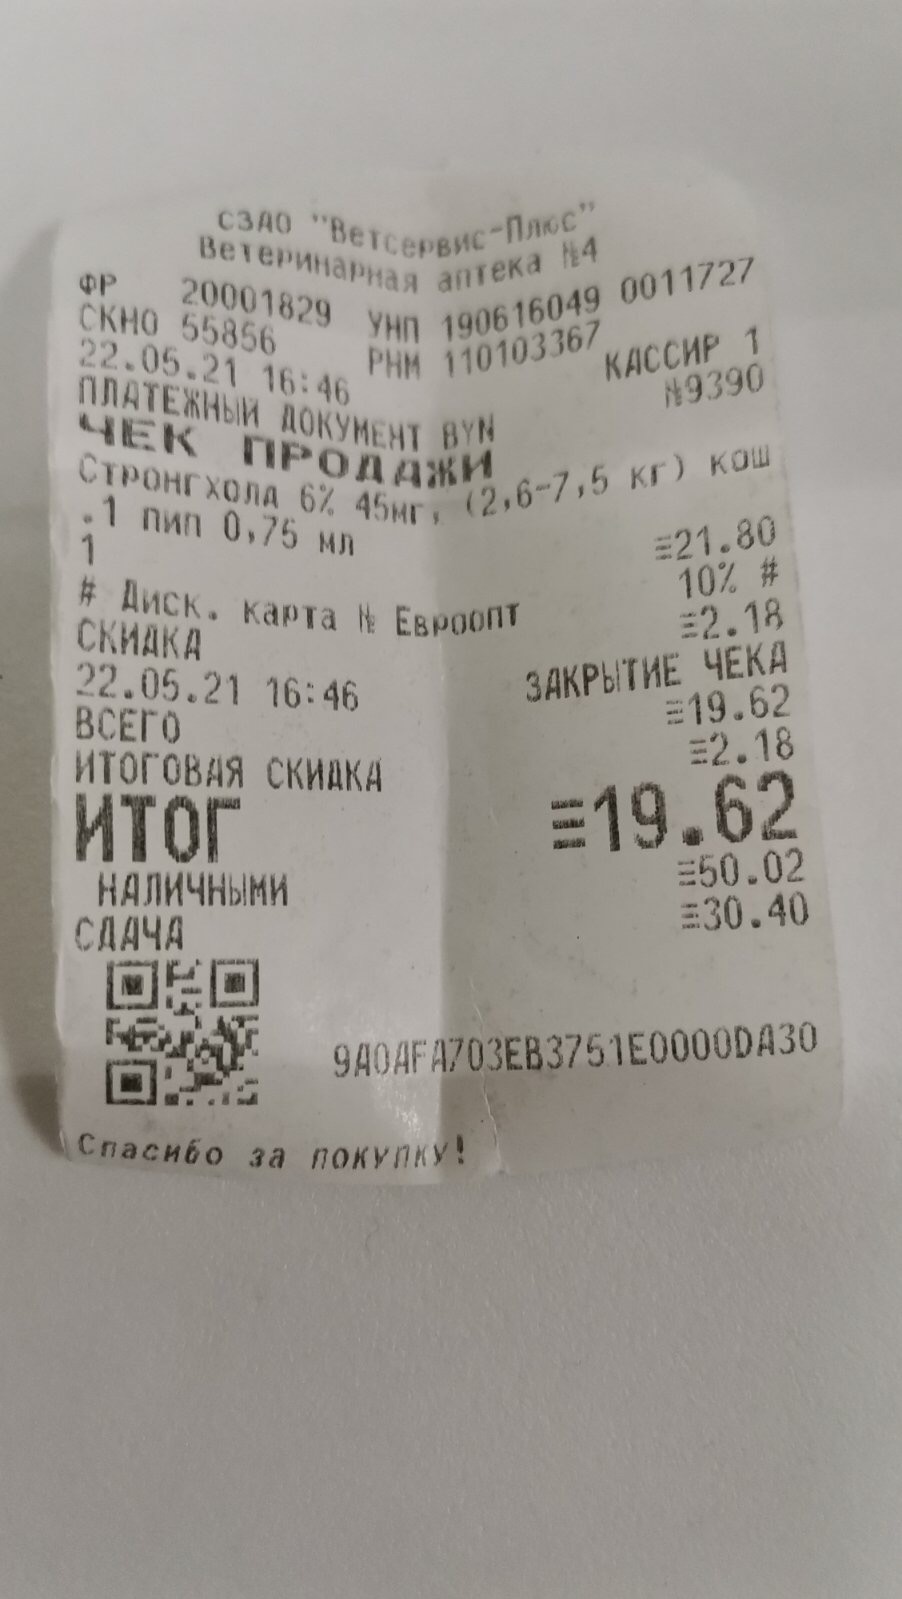 СЗАО "Ветсервис-Плюс"
Ветеринарная аптека №4
ФР 20001829 УНП 190616049 0011727
СКНО 55856 РНМ 110103367
22.05.21 16:46 КАССИР 1
ПЛАТЕЖНЫЙ ДОКУМЕНТ BYN №9390
ЧЕК ПРОДАЖИ
Стронгхолд 6% 45мг, (2,6-7,5 кг) кош
.1 пип 0,75 мл
1 ≡21.80
# Диск. карта № Евроопт 10% #
СКИДКА ≡2.18
22.05.21 16:46 ЗАКРЫТИЕ ЧЕКА
ВСЕГО ≡19.62
ИТОГОВАЯ СКИДКА ≡2.18
ИТОГ ≡19.62
НАЛИЧНЫМИ ≡50.02
СДАЧА ≡30.40
9A0AFA703EB3751E0000DA30
Спасибо за покупку!